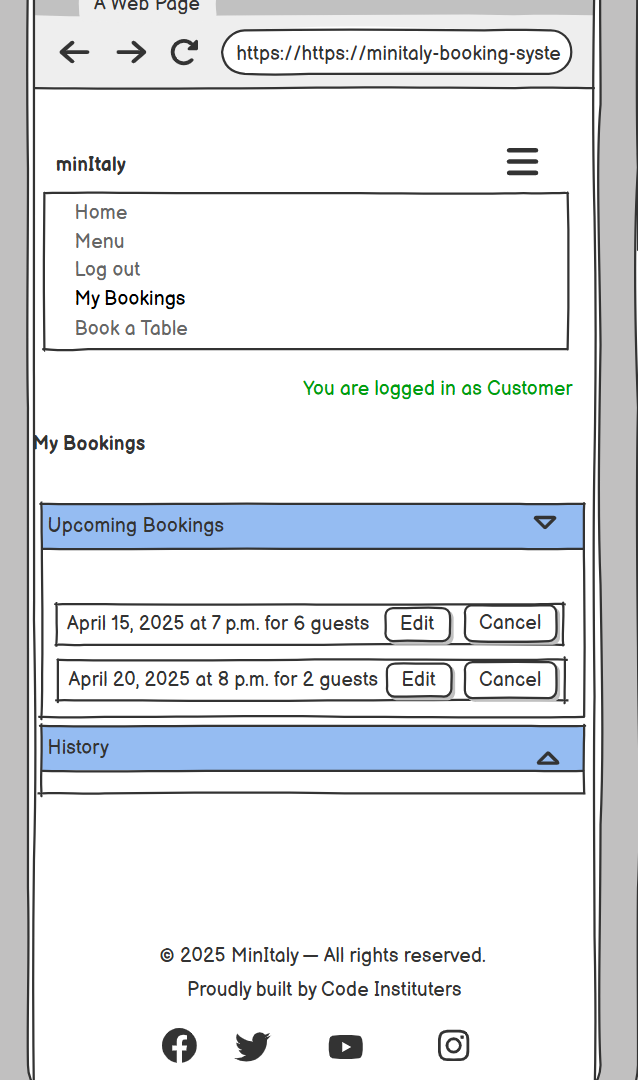 A Web Page
https://https://minitaly-booking-syste
minItaly
Home
Menu
Log out
My Bookings
Book a Table
You are logged in as Customer
My Bookings
Upcoming Bookings
April 15, 2025 at 7 p.m. for 6 guests Edit Cancel
April 20, 2025 at 8 p.m. for 2 guests Edit Cancel
History
© 2025 MinItaly — All rights reserved.
Proudly built by Code Instituters